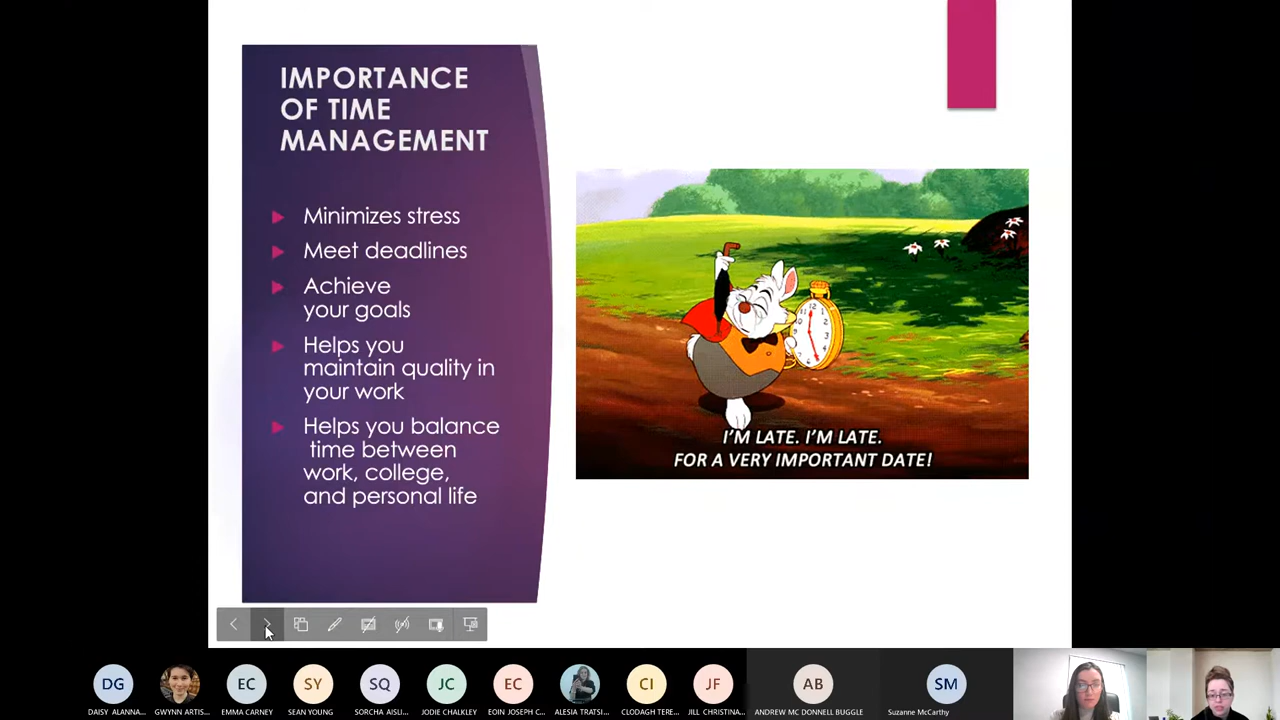 IMPORTANCE
OF TIME
MANAGEMENT
Minimizes stress
Meet deadlines
Achieve
your goals
Helps you
maintain quality in
your work
Helps you balance
time between
work, college,
and personal life
I'M LATE. I'M LATE.
FOR A VERY IMPORTANT DATE!
DG
EC
SY
SQ
JC
EC
CI
JF
AB
SM
DAISY ALANNA...
GWYNN ARTIS...
EMMA CARNEY
SEAN YOUNG
SORCHA AISLI...
JODIE CHALKLEY
EOIN JOSEPH C...
ALESIA TRATSI...
CLODAGH TERE...
JILL CHRISTINA...
ANDREW MC DONNELL BUGGLE
Suzanne McCarthy